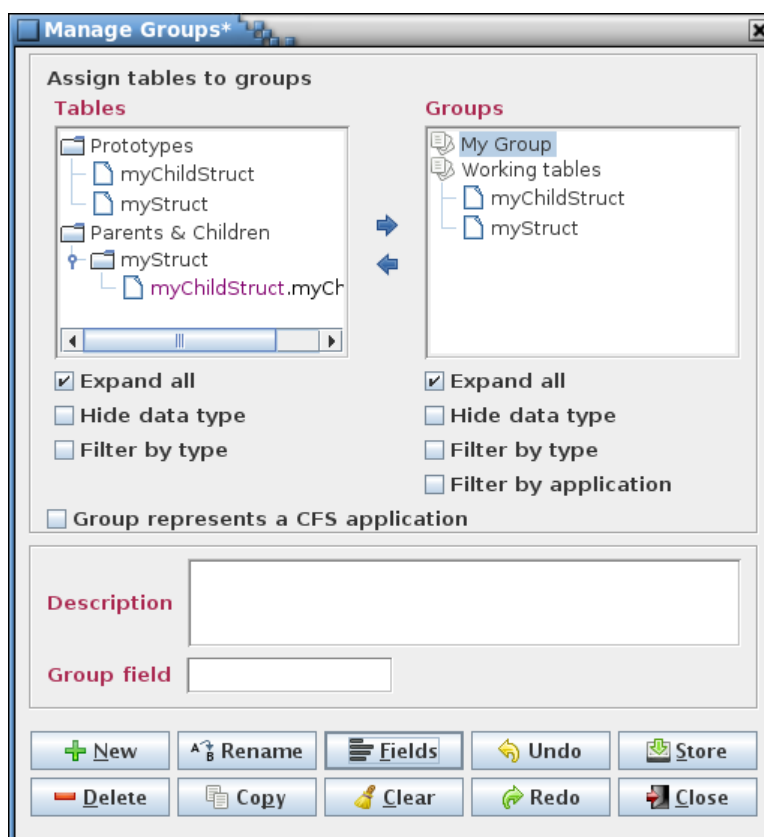 Manage Groups*
Assign tables to groups
Tables
Prototypes
myChildStruct
myStruct
Parents & Children
myStruct
myChildStruct.myCh
Expand all
Hide data type
Filter by type
Groups
My Group
Working tables
myChildStruct
myStruct
Expand all
Hide data type
Filter by type
Filter by application
Group represents a CFS application
Description
Group field
New
Rename
Fields
Undo
Store
Delete
Copy
Clear
Redo
Close